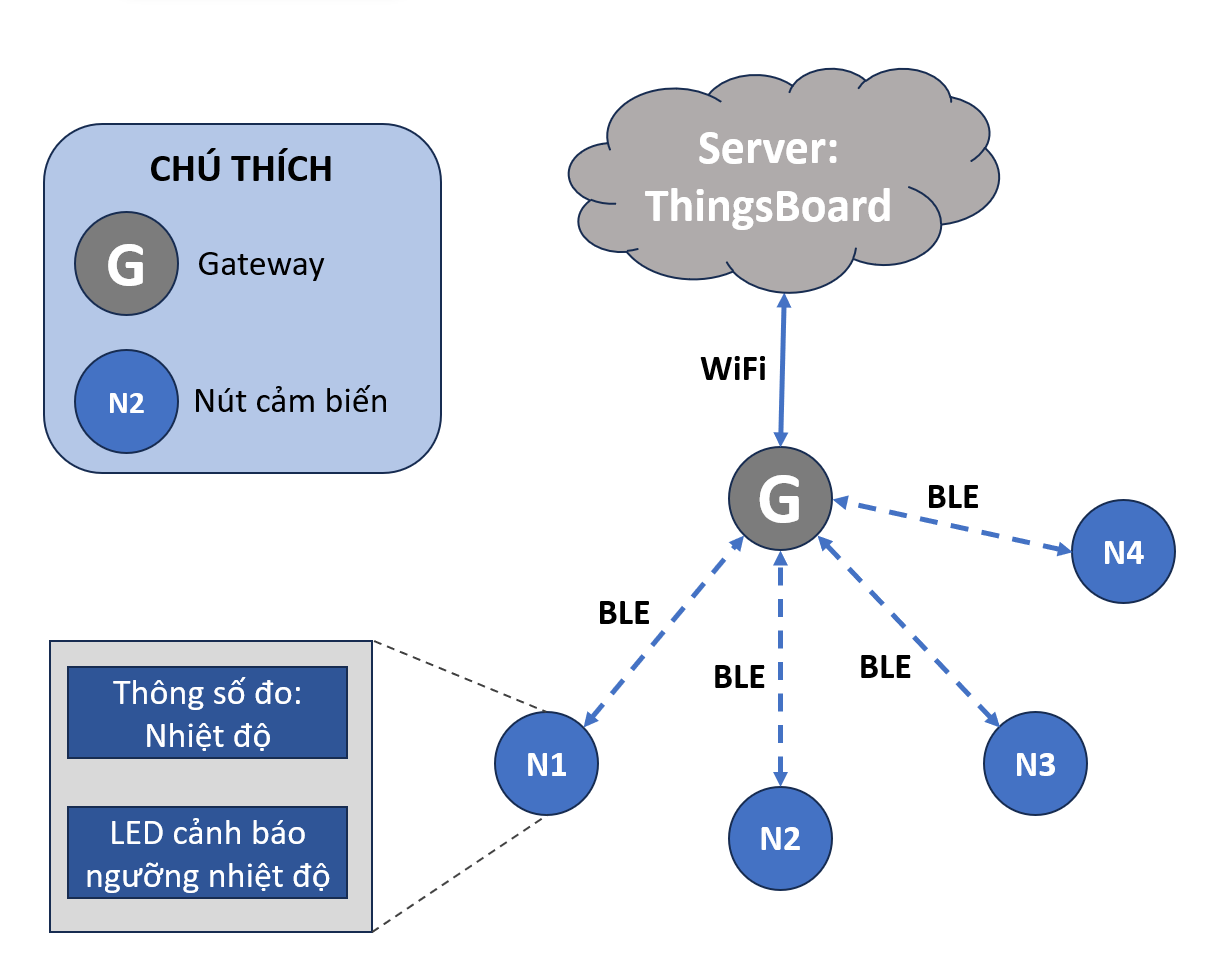 CHÚ THÍCH
G
Gateway
N2
Nút cảm biến
Server:
ThingsBoard
WiFi
G
BLE
N4
BLE
BLE
BLE
N1
N2
N3
Thông số đo:
Nhiệt độ
LED cảnh báo
ngưỡng nhiệt độ